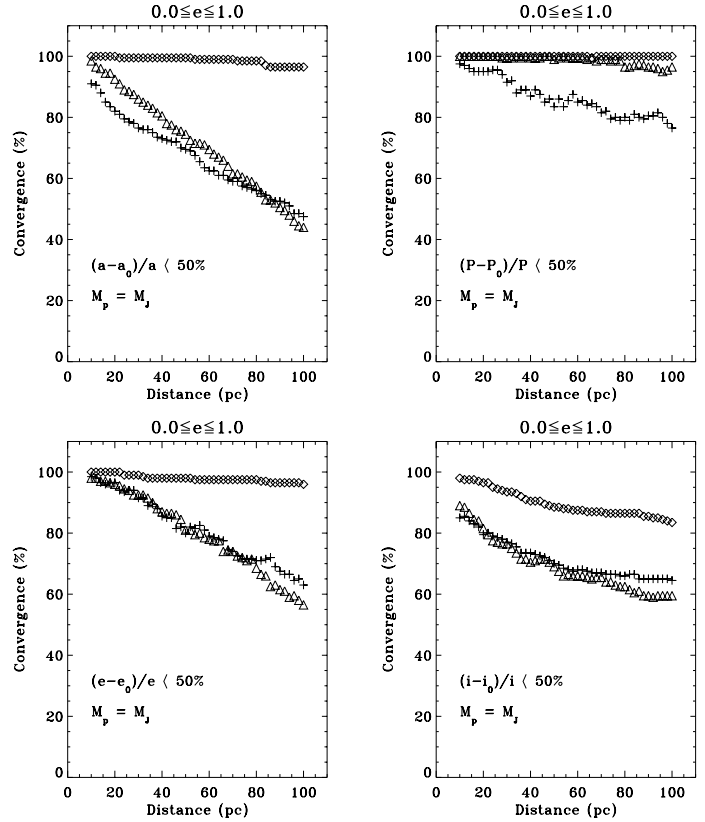 0.0≦e≦1.0
100
80
60
40
20
0
Convergence (%)
(a−a₀)/a ⟨ 50%
Mₚ = M_J
0 20 40 60 80 100
Distance (pc)
0.0≦e≦1.0
100
80
60
40
20
0
Convergence (%)
(P−P₀)/P ⟨ 50%
Mₚ = M_J
0 20 40 60 80 100
Distance (pc)
0.0≦e≦1.0
100
80
60
40
20
0
Convergence (%)
(e−e₀)/e ⟨ 50%
Mₚ = M_J
0 20 40 60 80 100
Distance (pc)
0.0≦e≦1.0
100
80
60
40
20
0
Convergence (%)
(i−i₀)/i ⟨ 50%
Mₚ = M_J
0 20 40 60 80 100
Distance (pc)